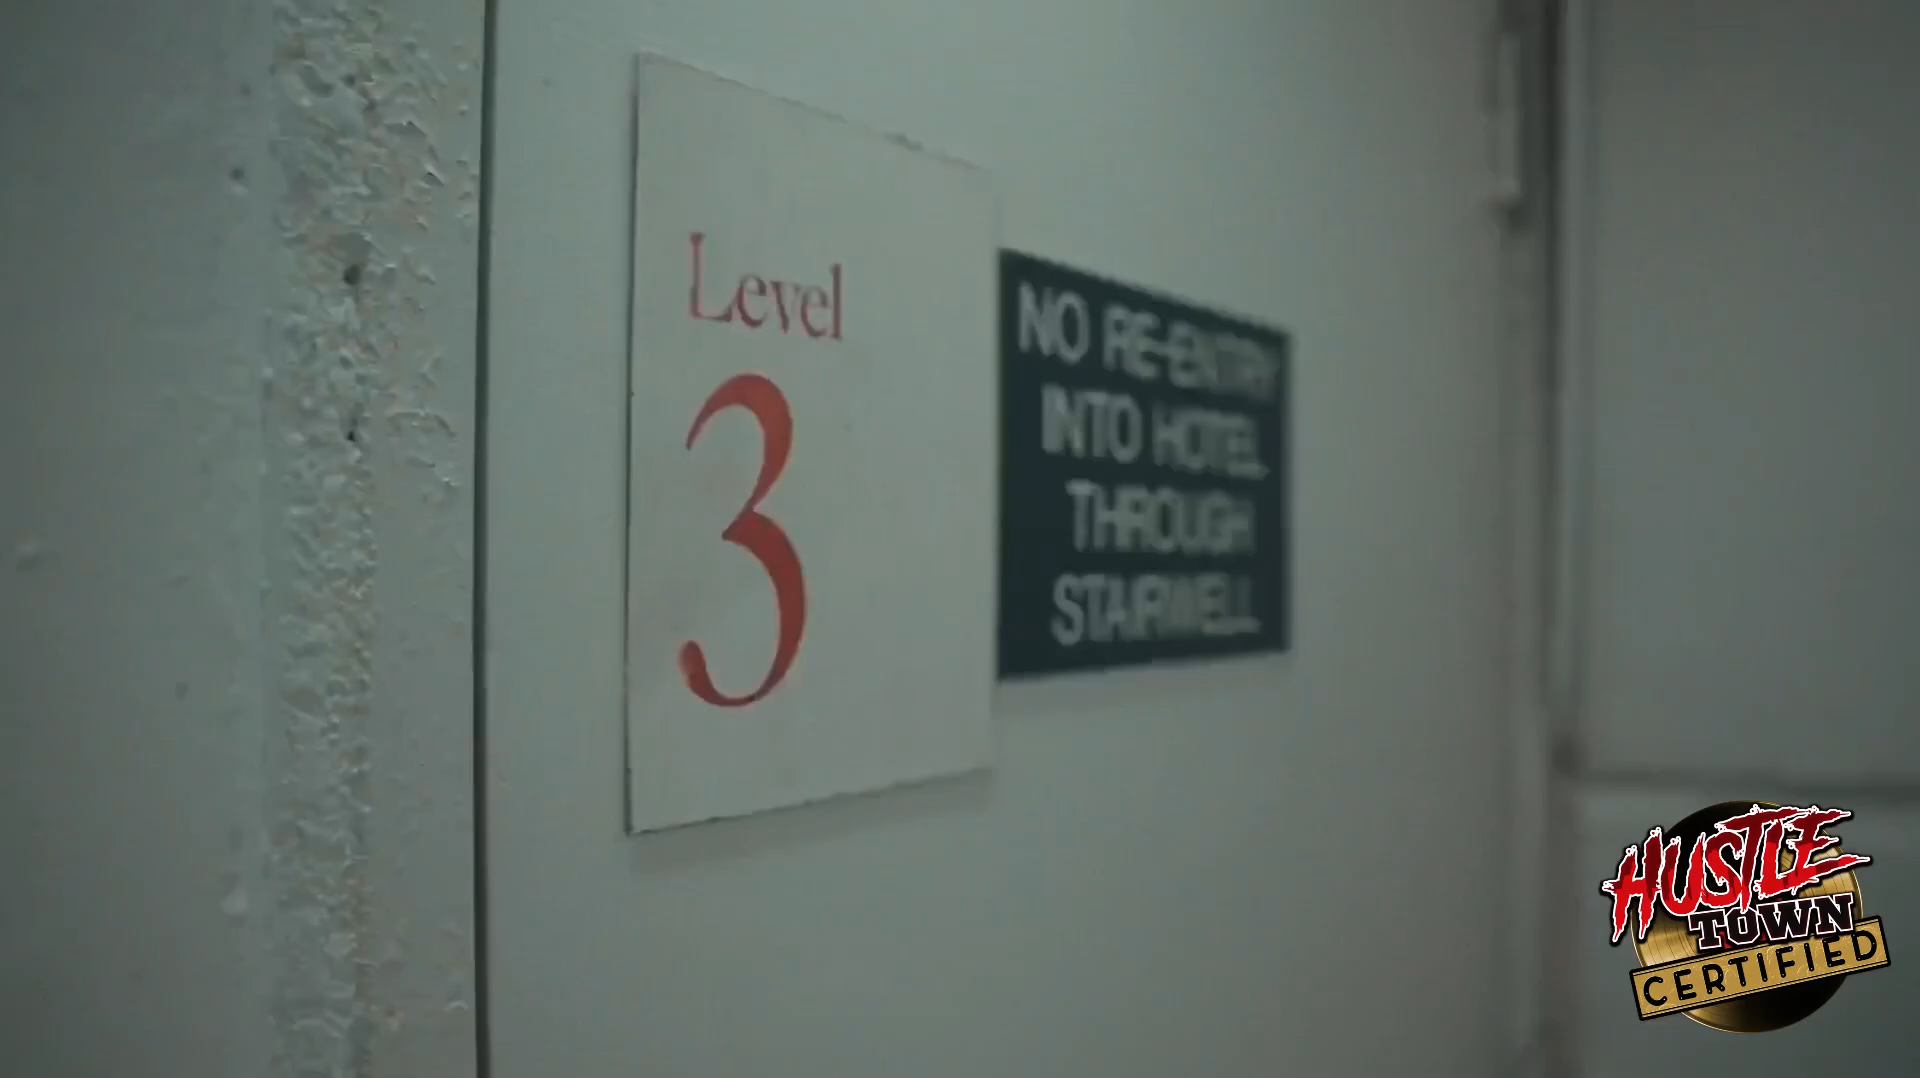 Level
3
NO RE-ENTRY
INTO HOTEL
THROUGH
STAIRWELL
HUSTLE
TOWN
CERTIFIED